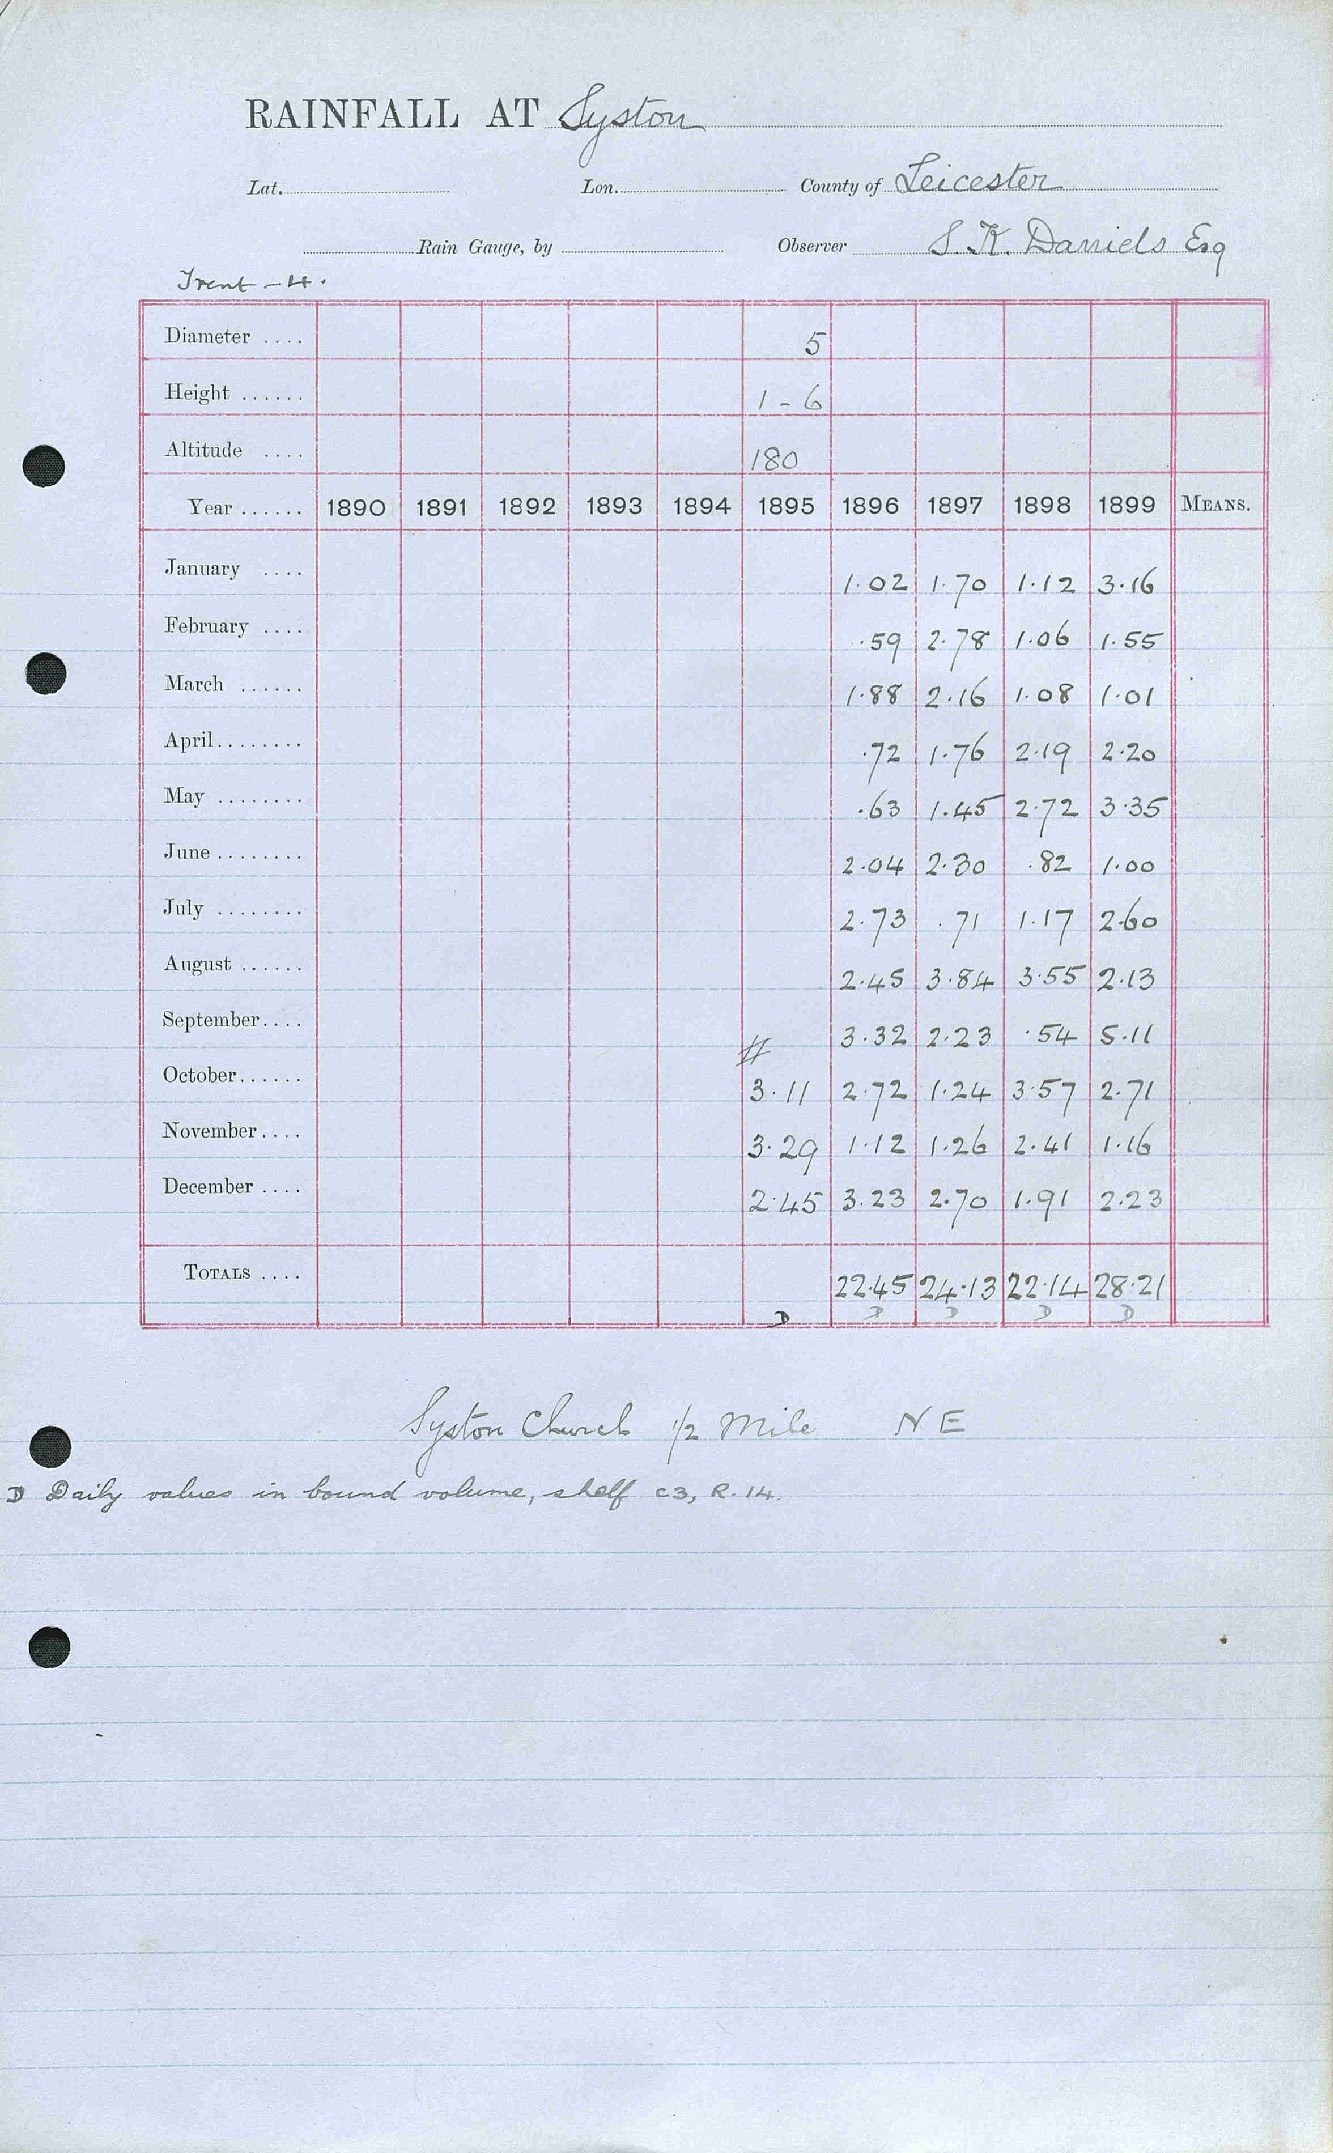 RAINFALL AT Syston
Lat. Lon. County of Leicester
Rain Gauge, by Observer S. K. Daniels Esq
Trent - 4.
Diameter .... 5
Height ...... 1 - 6
Altitude .... 180
Year ...... 1890 1891 1892 1893 1894 1895 1896 1897 1898 1899 MEANS.
January .... 1.02 1.70 1.12 3.16
February .... .59 2.78 1.06 1.55
March ...... 1.88 2.16 1.08 1.01
April........ .72 1.76 2.19 2.20
May ........ .63 1.45 2.72 3.35
June ........ 2.04 2.30 .82 1.00
July ........ 2.73 .71 1.17 2.60
August ...... 2.45 3.84 3.55 2.13
September.... 3.32 2.23 .54 5.11
October...... 3.11 2.72 1.24 3.57 2.71
November.... 3.29 1.12 1.26 2.41 1.16
December .... 2.45 3.23 2.70 1.91 2.23
TOTALS .... 22.45 24.13 22.14 28.21
D D D D D
Syston Church 1/2 Mile N E
D Daily values in bound volume, shelf c3, R. 14.